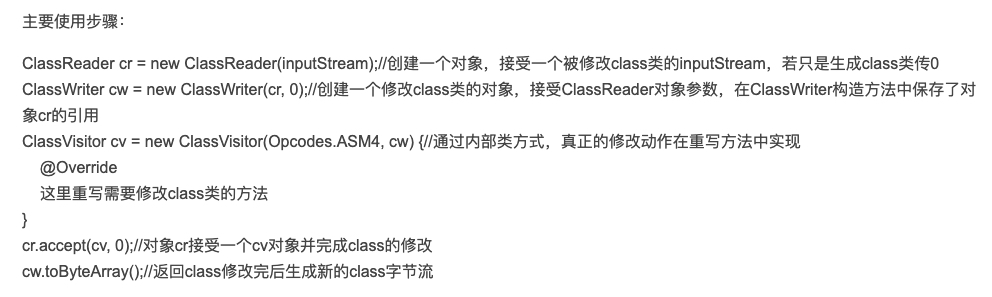 主要使用步骤：
ClassReader cr = new ClassReader(inputStream);//创建一个对象，接受一个被修改class类的inputStream，若只是生成class类传0
ClassWriter cw = new ClassWriter(cr, 0);//创建一个修改class类的对象，接受ClassReader对象参数，在ClassWriter构造方法中保存了对
象cr的引用
ClassVisitor cv = new ClassVisitor(Opcodes.ASM4, cw) {//通过内部类方式，真正的修改动作在重写方法中实现
@Override
这里重写需要修改class类的方法
}
cr.accept(cv, 0);//对象cr接受一个cv对象并完成class的修改
cw.toByteArray();//返回class修改完后生成新的class字节流